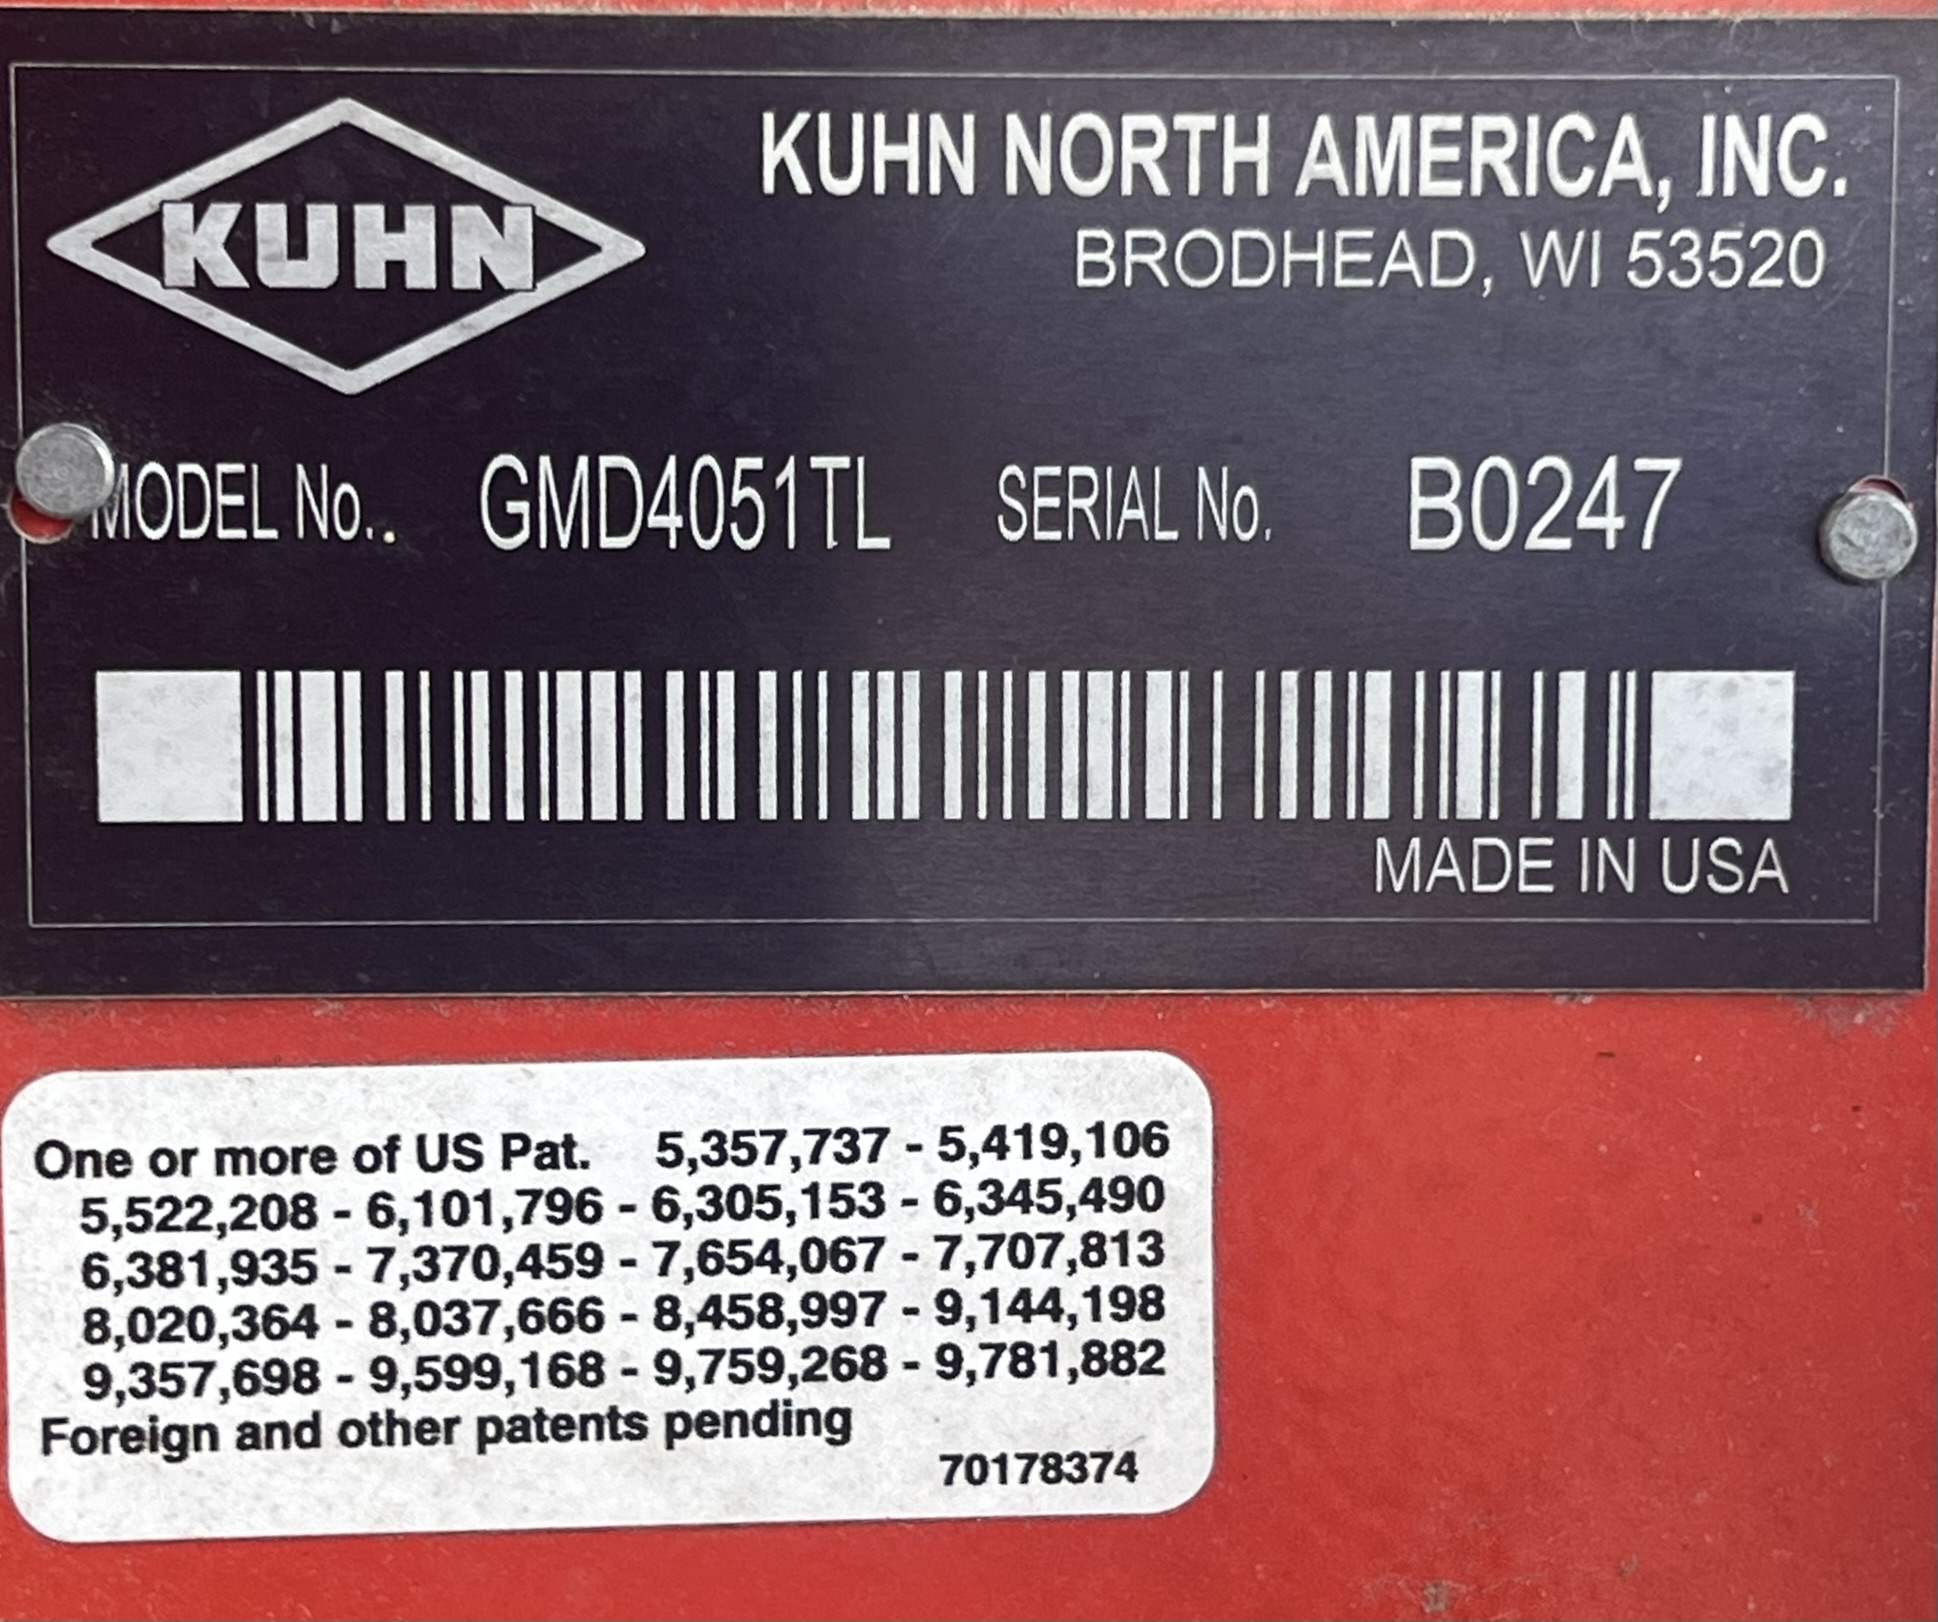 KUHN
KUHN NORTH AMERICA, INC.
BRODHEAD, WI 53520
MODEL No.. GMD4051TL SERIAL No. B0247
MADE IN USA
One or more of US Pat. 5,357,737 - 5,419,106
5,522,208 - 6,101,796 - 6,305,153 - 6,345,490
6,381,935 - 7,370,459 - 7,654,067 - 7,707,813
8,020,364 - 8,037,666 - 8,458,997 - 9,144,198
9,357,698 - 9,599,168 - 9,759,268 - 9,781,882
Foreign and other patents pending
70178374